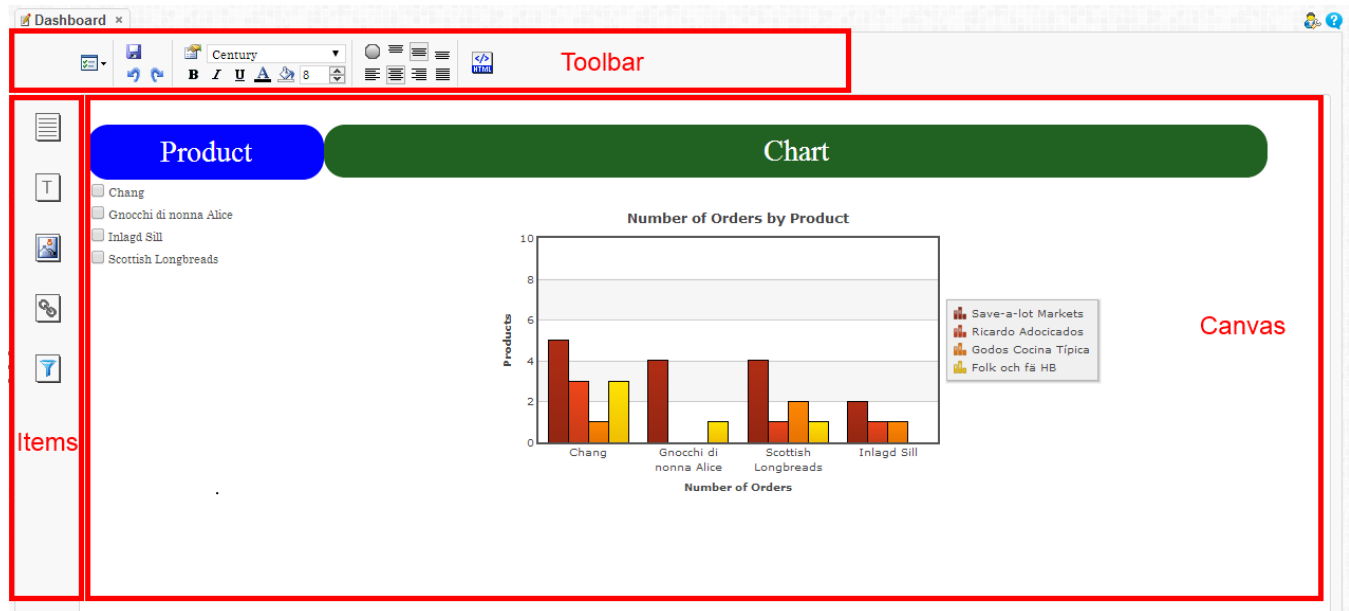 Dashboard ×
Century
B I U A 8
</>
HTML
Toolbar
T
Items
Canvas
Product
Chart
Chang
Gnocchi di nonna Alice
Inlagd Sill
Scottish Longbreads
Number of Orders by Product
Products
10
8
6
4
2
0
Chang
Gnocchi di
nonna Alice
Scottish
Longbreads
Inlagd Sill
Number of Orders
Save-a-lot Markets
Ricardo Adocicados
Godos Cocina Típica
Folk och fä HB